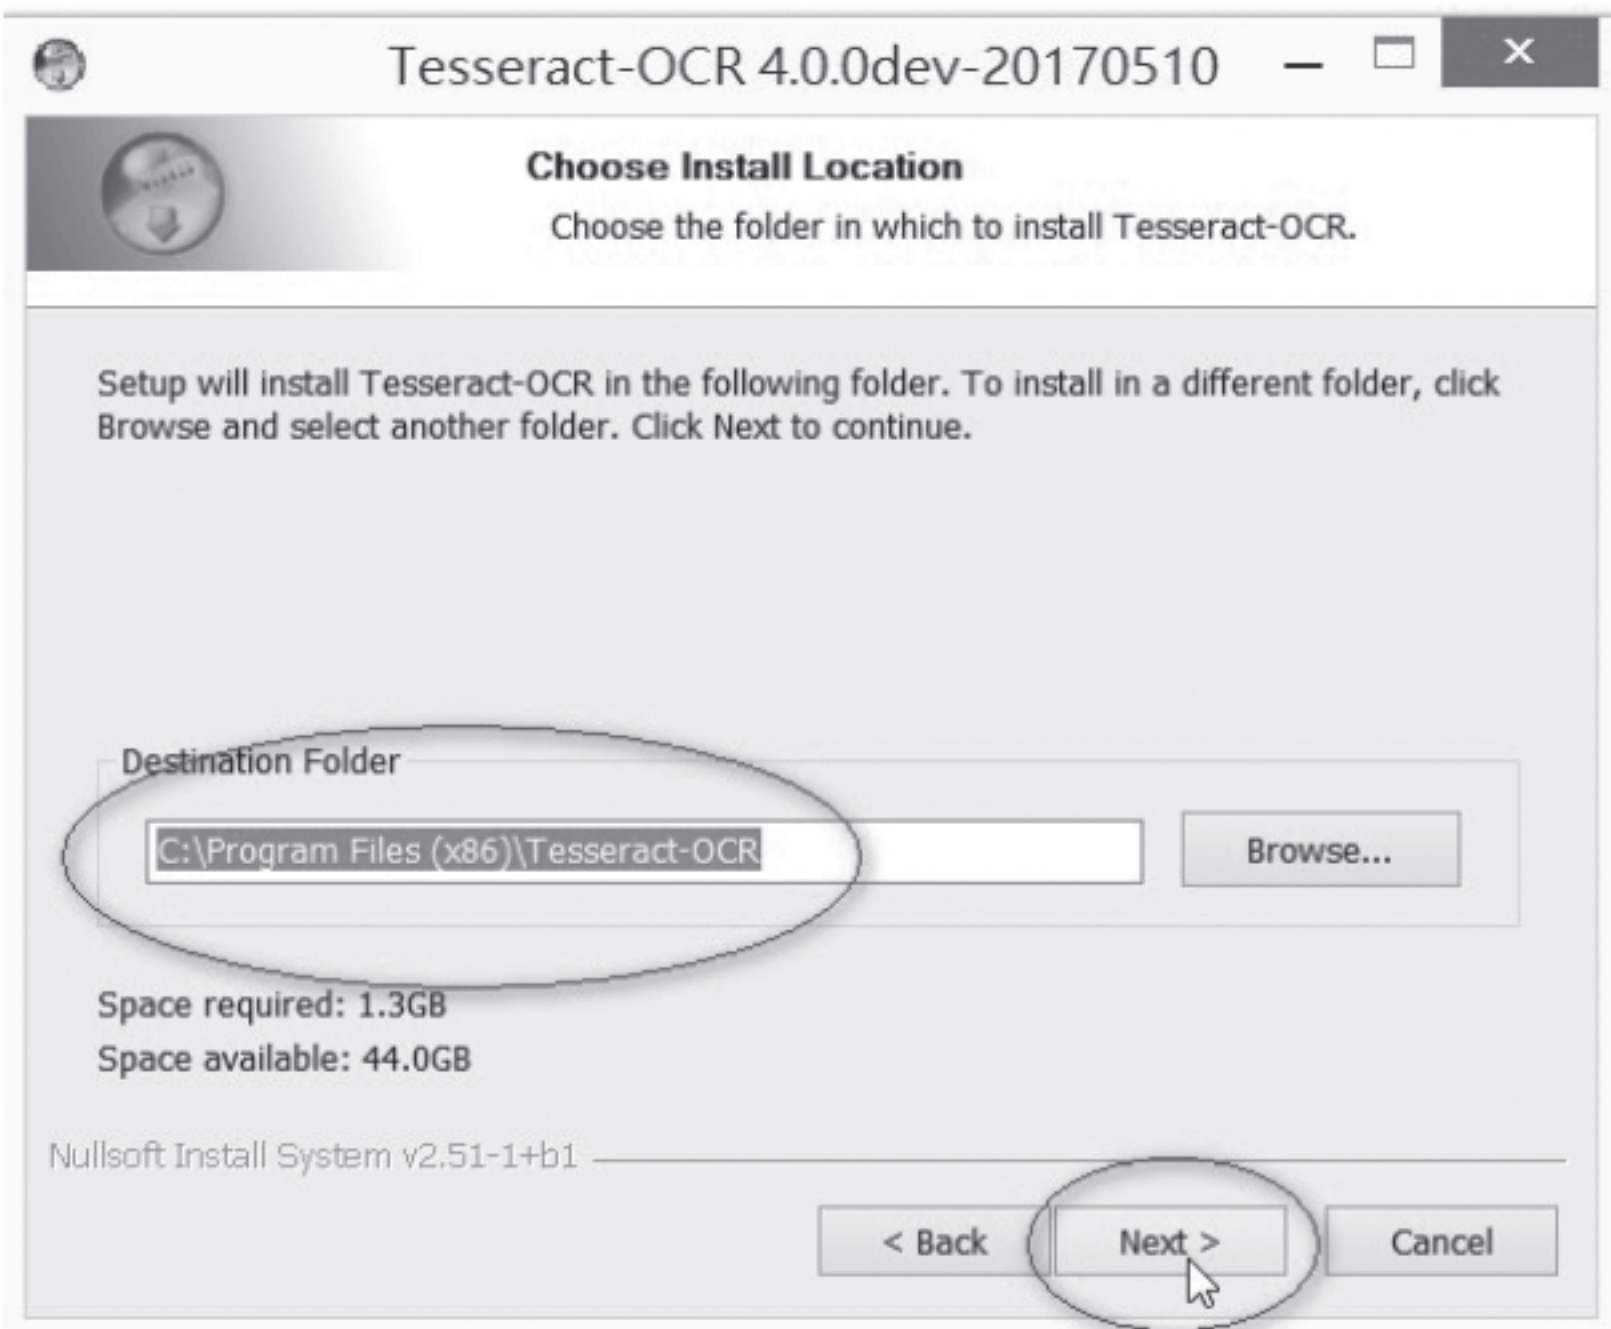 Tesseract-OCR 4.0.0dev-20170510
Choose Install Location
Choose the folder in which to install Tesseract-OCR.
Setup will install Tesseract-OCR in the following folder. To install in a different folder, click
Browse and select another folder. Click Next to continue.
Destination Folder
C:\Program Files (x86)\Tesseract-OCR
Browse...
Space required: 1.3GB
Space available: 44.0GB
Nullsoft Install System v2.51-1+b1
< Back
Next >
Cancel